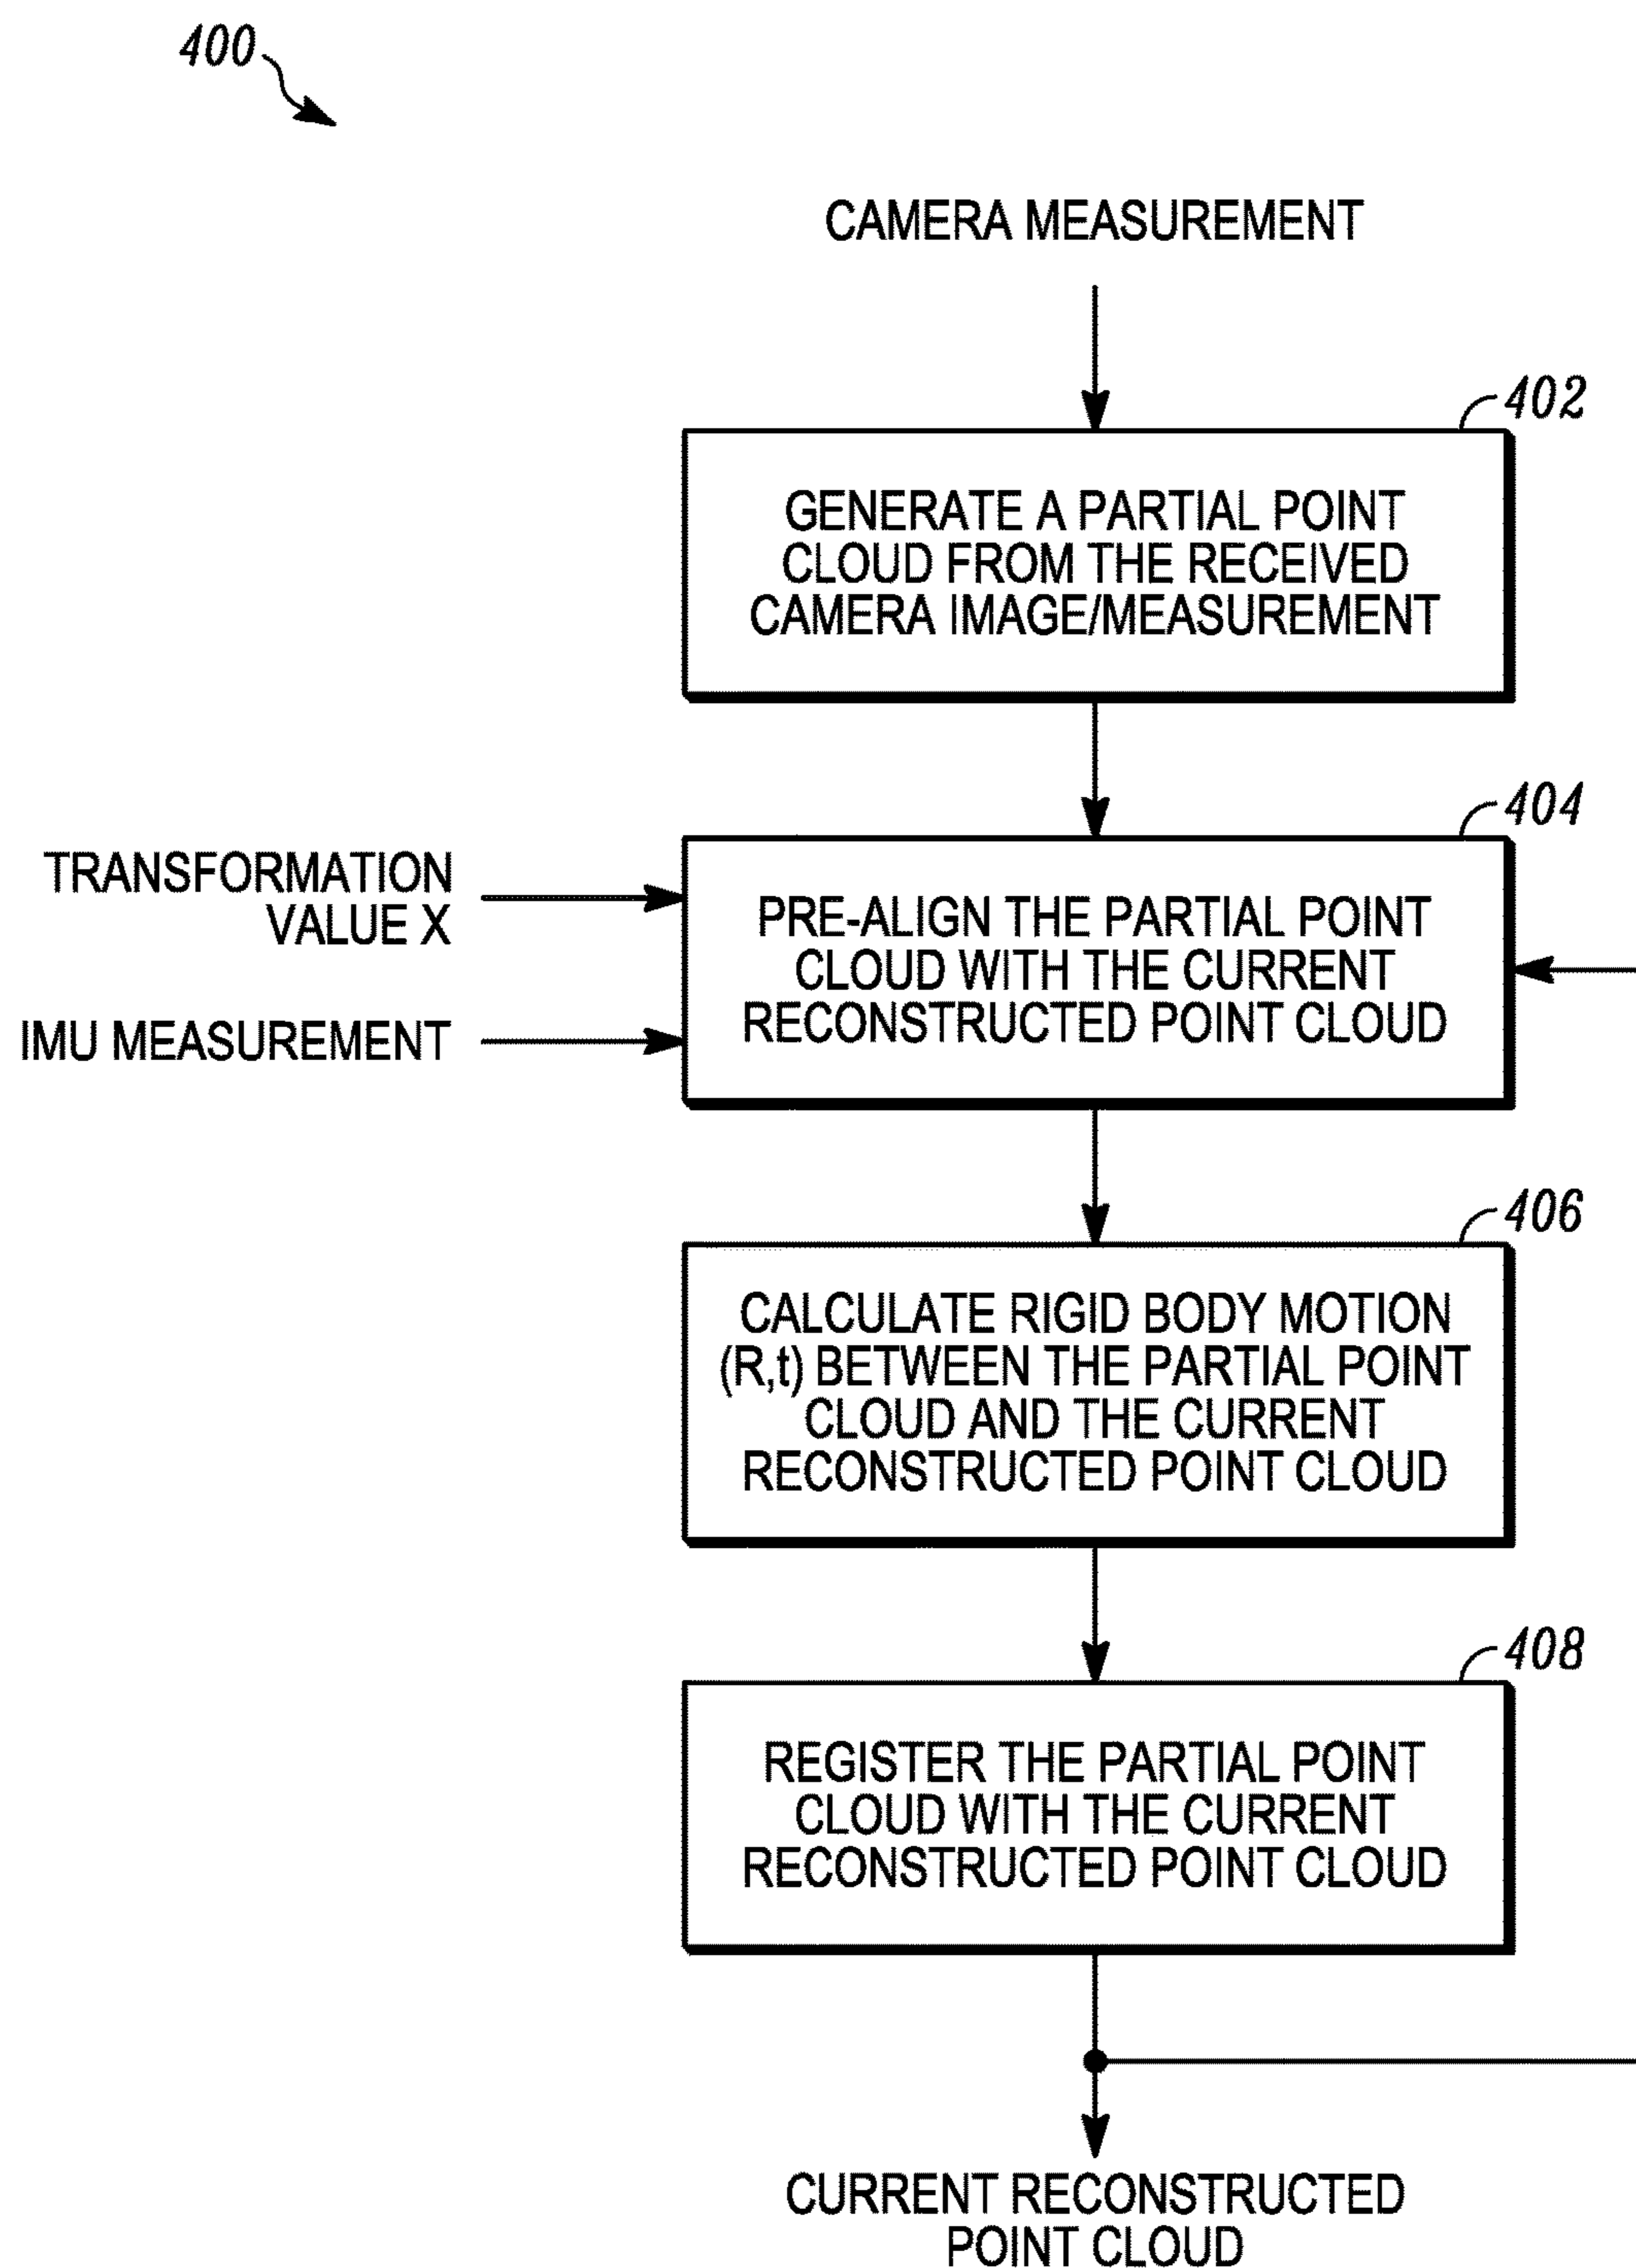 400
CAMERA MEASUREMENT
402
GENERATE A PARTIAL POINT
CLOUD FROM THE RECEIVED
CAMERA IMAGE/MEASUREMENT
404
TRANSFORMATION
VALUE X
IMU MEASUREMENT
PRE-ALIGN THE PARTIAL POINT
CLOUD WITH THE CURRENT
RECONSTRUCTED POINT CLOUD
406
CALCULATE RIGID BODY MOTION
(R,t) BETWEEN THE PARTIAL POINT
CLOUD AND THE CURRENT
RECONSTRUCTED POINT CLOUD
408
REGISTER THE PARTIAL POINT
CLOUD WITH THE CURRENT
RECONSTRUCTED POINT CLOUD
CURRENT RECONSTRUCTED
POINT CLOUD